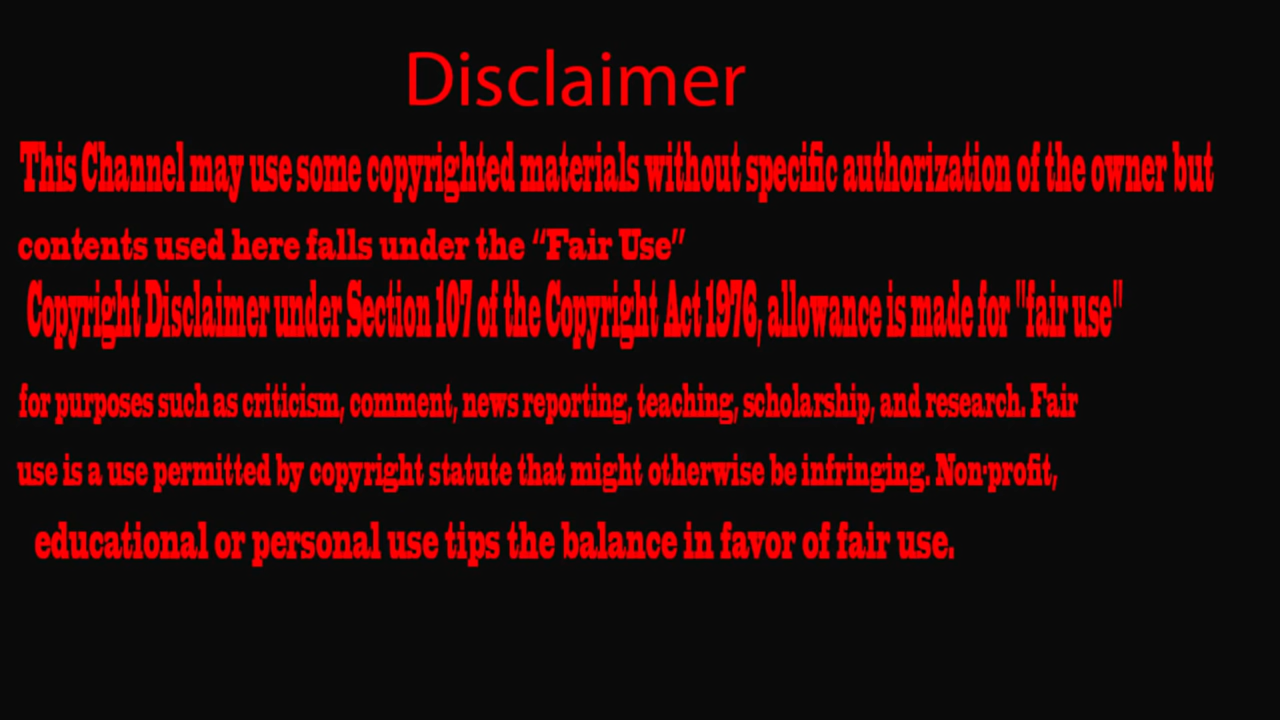 Disclaimer
This Channel may use some copyrighted materials without specific authorization of the owner but
contents used here falls under the “Fair Use”
Copyright Disclaimer under Section 107 of the Copyright Act 1976, allowance is made for "fair use"
for purposes such as criticism, comment, news reporting, teaching, scholarship, and research. Fair
use is a use permitted by copyright statute that might otherwise be infringing. Non-profit,
educational or personal use tips the balance in favor of fair use.